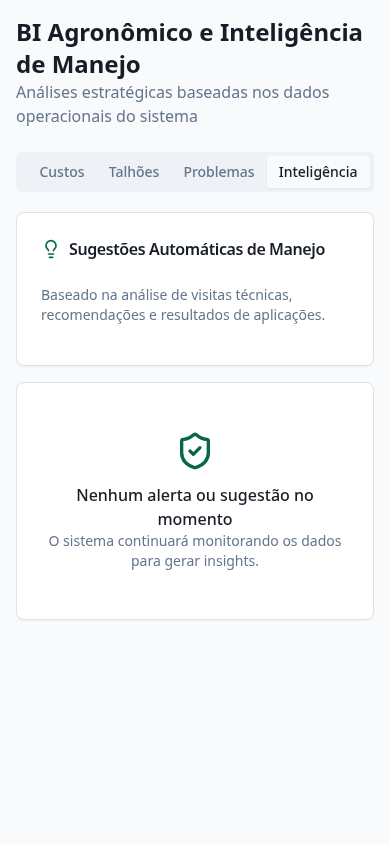 BI Agronômico e Inteligência
de Manejo
Análises estratégicas baseadas nos dados
operacionais do sistema
Custos Talhões Problemas Inteligência
Sugestões Automáticas de Manejo
Baseado na análise de visitas técnicas,
recomendações e resultados de aplicações.
Nenhum alerta ou sugestão no
momento
O sistema continuará monitorando os dados
para gerar insights.